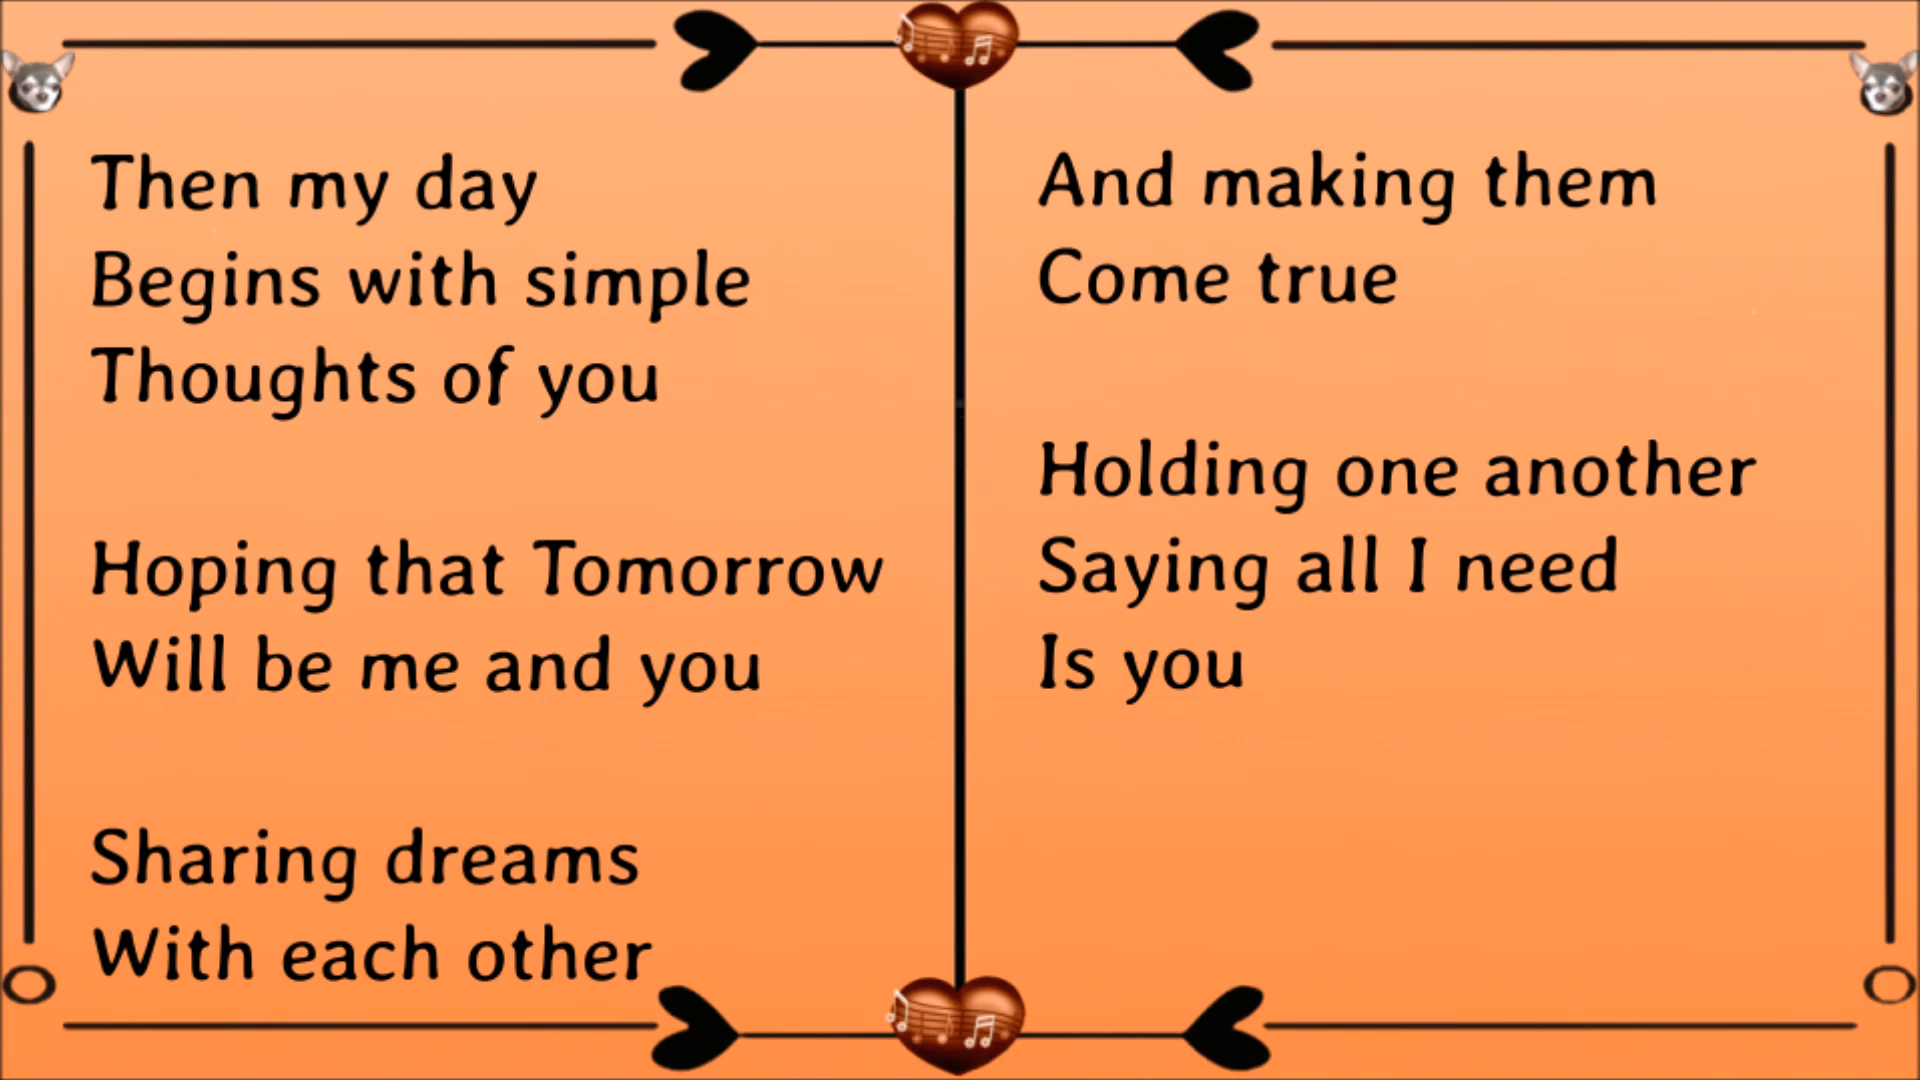 Then my day
Begins with simple
Thoughts of you
Hoping that Tomorrow
Will be me and you
Sharing dreams
With each other
And making them
Come true
Holding one another
Saying all I need
Is you